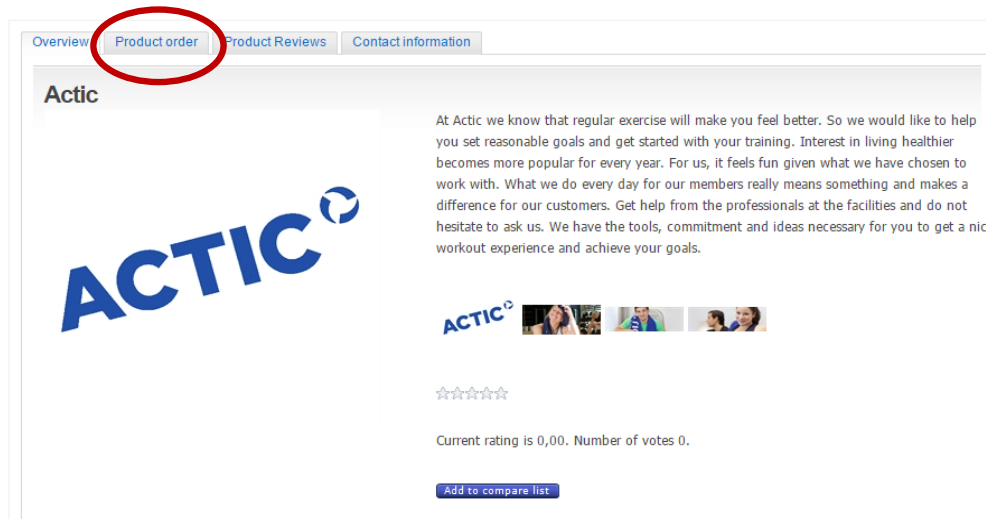 Overview Product order Product Reviews Contact information
Actic
At Actic we know that regular exercise will make you feel better. So we would like to help
you set reasonable goals and get started with your training. Interest in living healthier
becomes more popular for every year. For us, it feels fun given what we have chosen to
work with. What we do every day for our members really means something and makes a
difference for our customers. Get help from the professionals at the facilities and do not
hesitate to ask us. We have the tools, commitment and ideas necessary for you to get a nic
workout experience and achieve your goals.
ACTIC
ACTIC
Current rating is 0,00. Number of votes 0.
Add to compare list